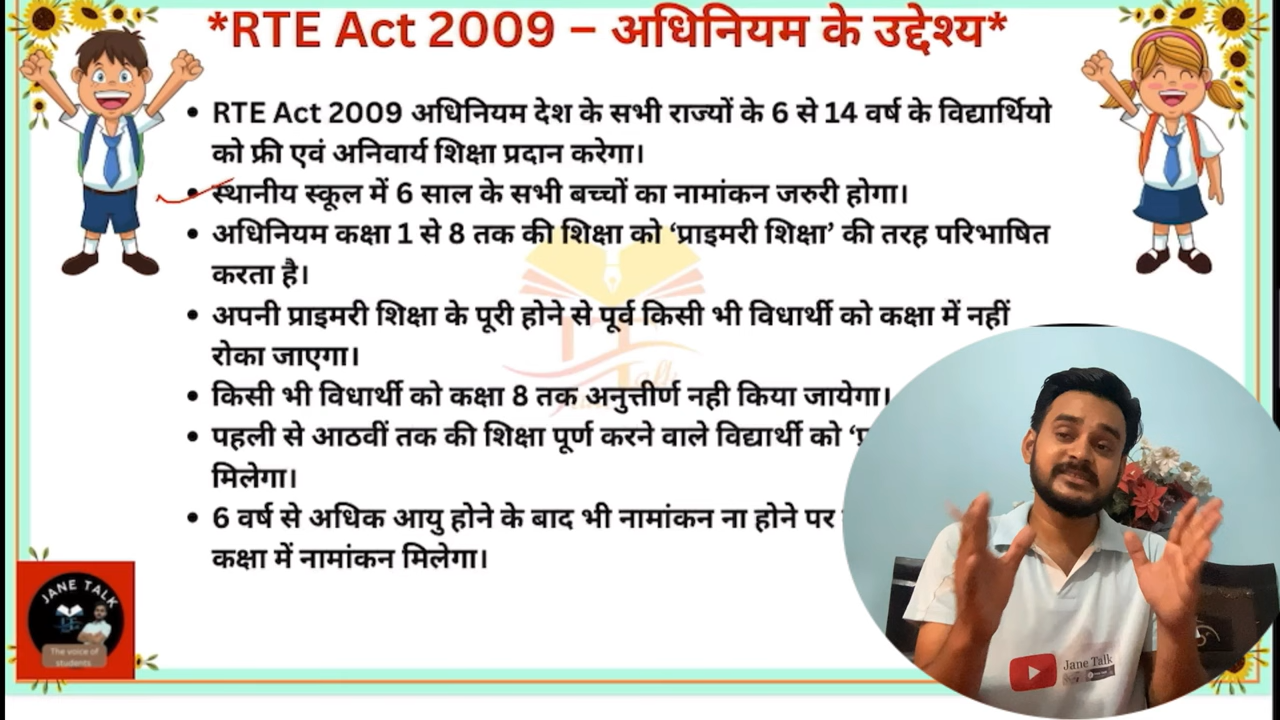 *RTE Act 2009 – अधिनियम के उद्देश्य*
• RTE Act 2009 अधिनियम देश के सभी राज्यों के 6 से 14 वर्ष के विद्यार्थियो
को फ्री एवं अनिवार्य शिक्षा प्रदान करेगा।
• स्थानीय स्कूल में 6 साल के सभी बच्चों का नामांकन जरुरी होगा।
• अधिनियम कक्षा 1 से 8 तक की शिक्षा को ‘प्राइमरी शिक्षा’ की तरह परिभाषित
करता है।
• अपनी प्राइमरी शिक्षा के पूरी होने से पूर्व किसी भी विधार्थी को कक्षा में नहीं
रोका जाएगा।
• किसी भी विधार्थी को कक्षा 8 तक अनुत्तीर्ण नही किया जायेगा।
• पहली से आठवीं तक की शिक्षा पूर्ण करने वाले विद्यार्थी को
मिलेगा।
• 6 वर्ष से अधिक आयु होने के बाद भी नामांकन ना होने पर
कक्षा में नामांकन मिलेगा।
JANE TALK
The voice of
students
Jane Talk